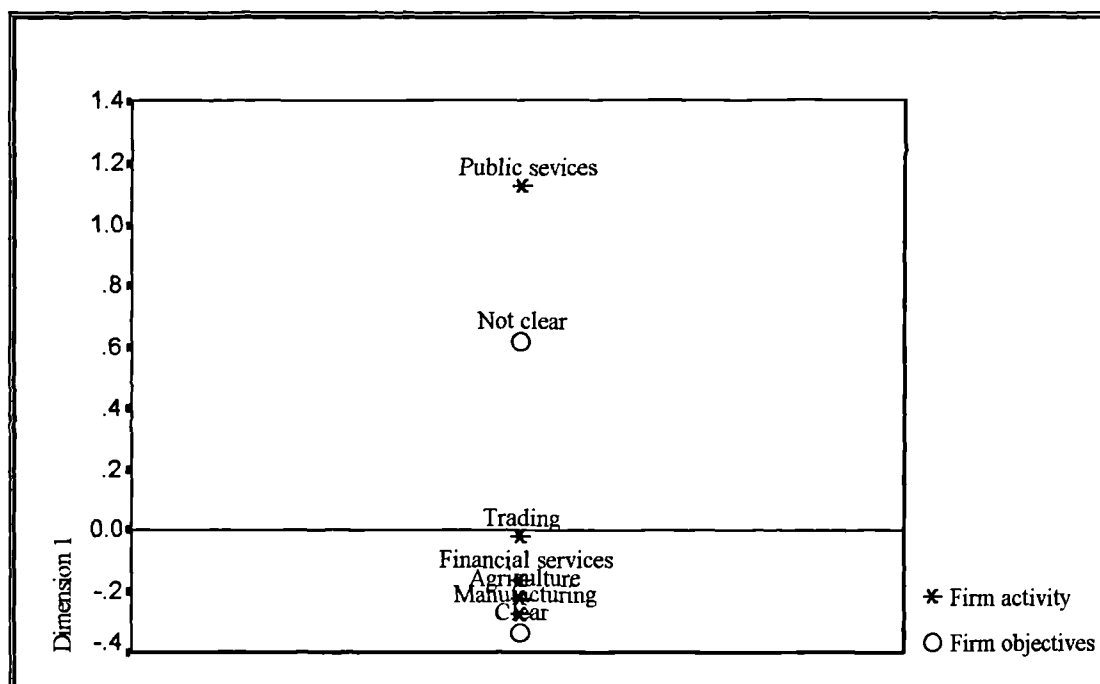 1.4
1.2
Public sevices
1.0
.8
Not clear
.6
.4
.2
Trading
0.0
Financial services
Agriculture
-.2
Manufacturing
Clear
-.4
Dimension 1
Firm activity
Firm objectives